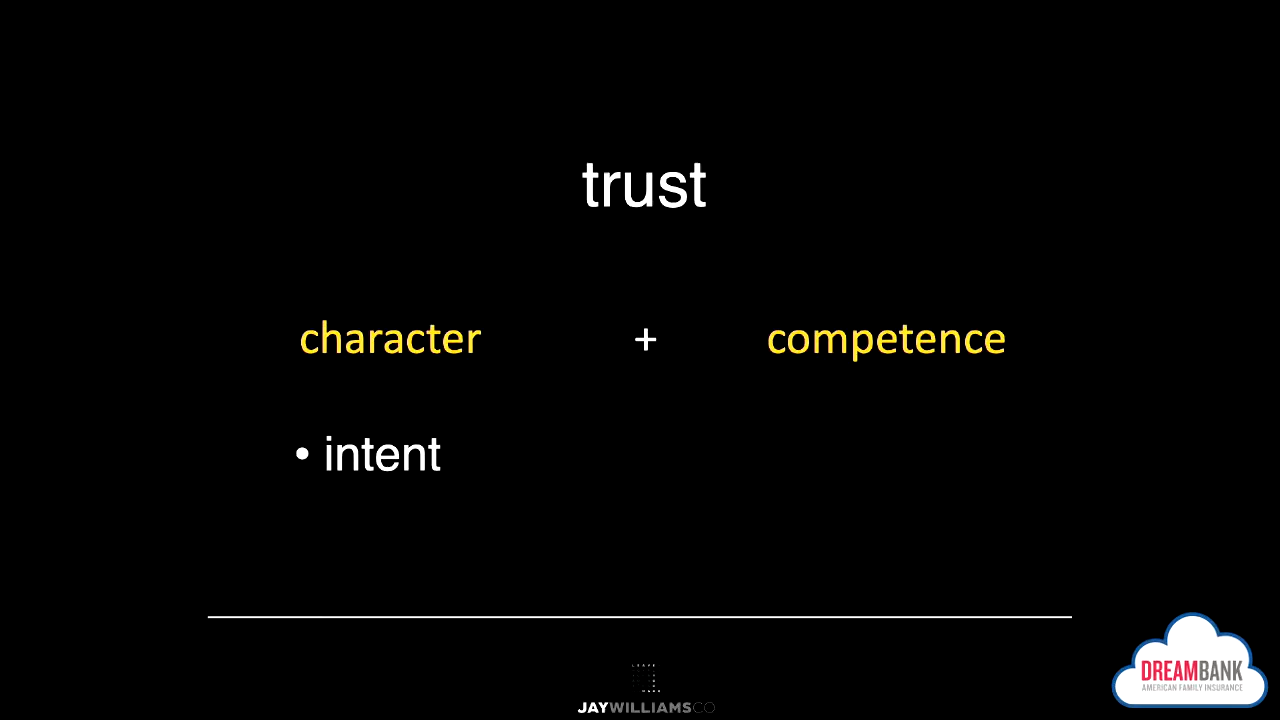 trust
character + competence
• intent
JAYWILLIAMSCO
DREAMBANK
AMERICAN FAMILY INSURANCE